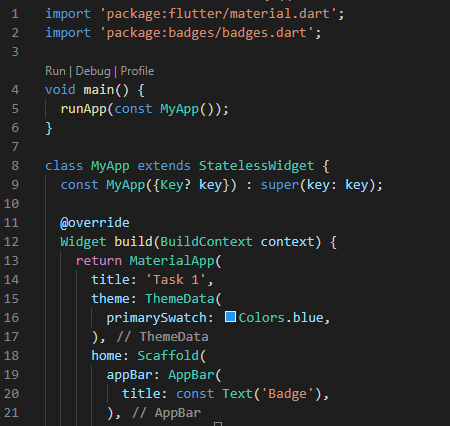 1 import 'package:flutter/material.dart';
2 import 'package:badges/badges.dart';
3
Run | Debug | Profile
4 void main() {
5   runApp(const MyApp());
6 }
7
8 class MyApp extends StatelessWidget {
9   const MyApp({Key? key}) : super(key: key);
10
11   @override
12   Widget build(BuildContext context) {
13     return MaterialApp(
14       title: 'Task 1',
15       theme: ThemeData(
16         primarySwatch: Colors.blue,
17       ), // ThemeData
18       home: Scaffold(
19         appBar: AppBar(
20           title: const Text('Badge'),
21         ), // AppBar